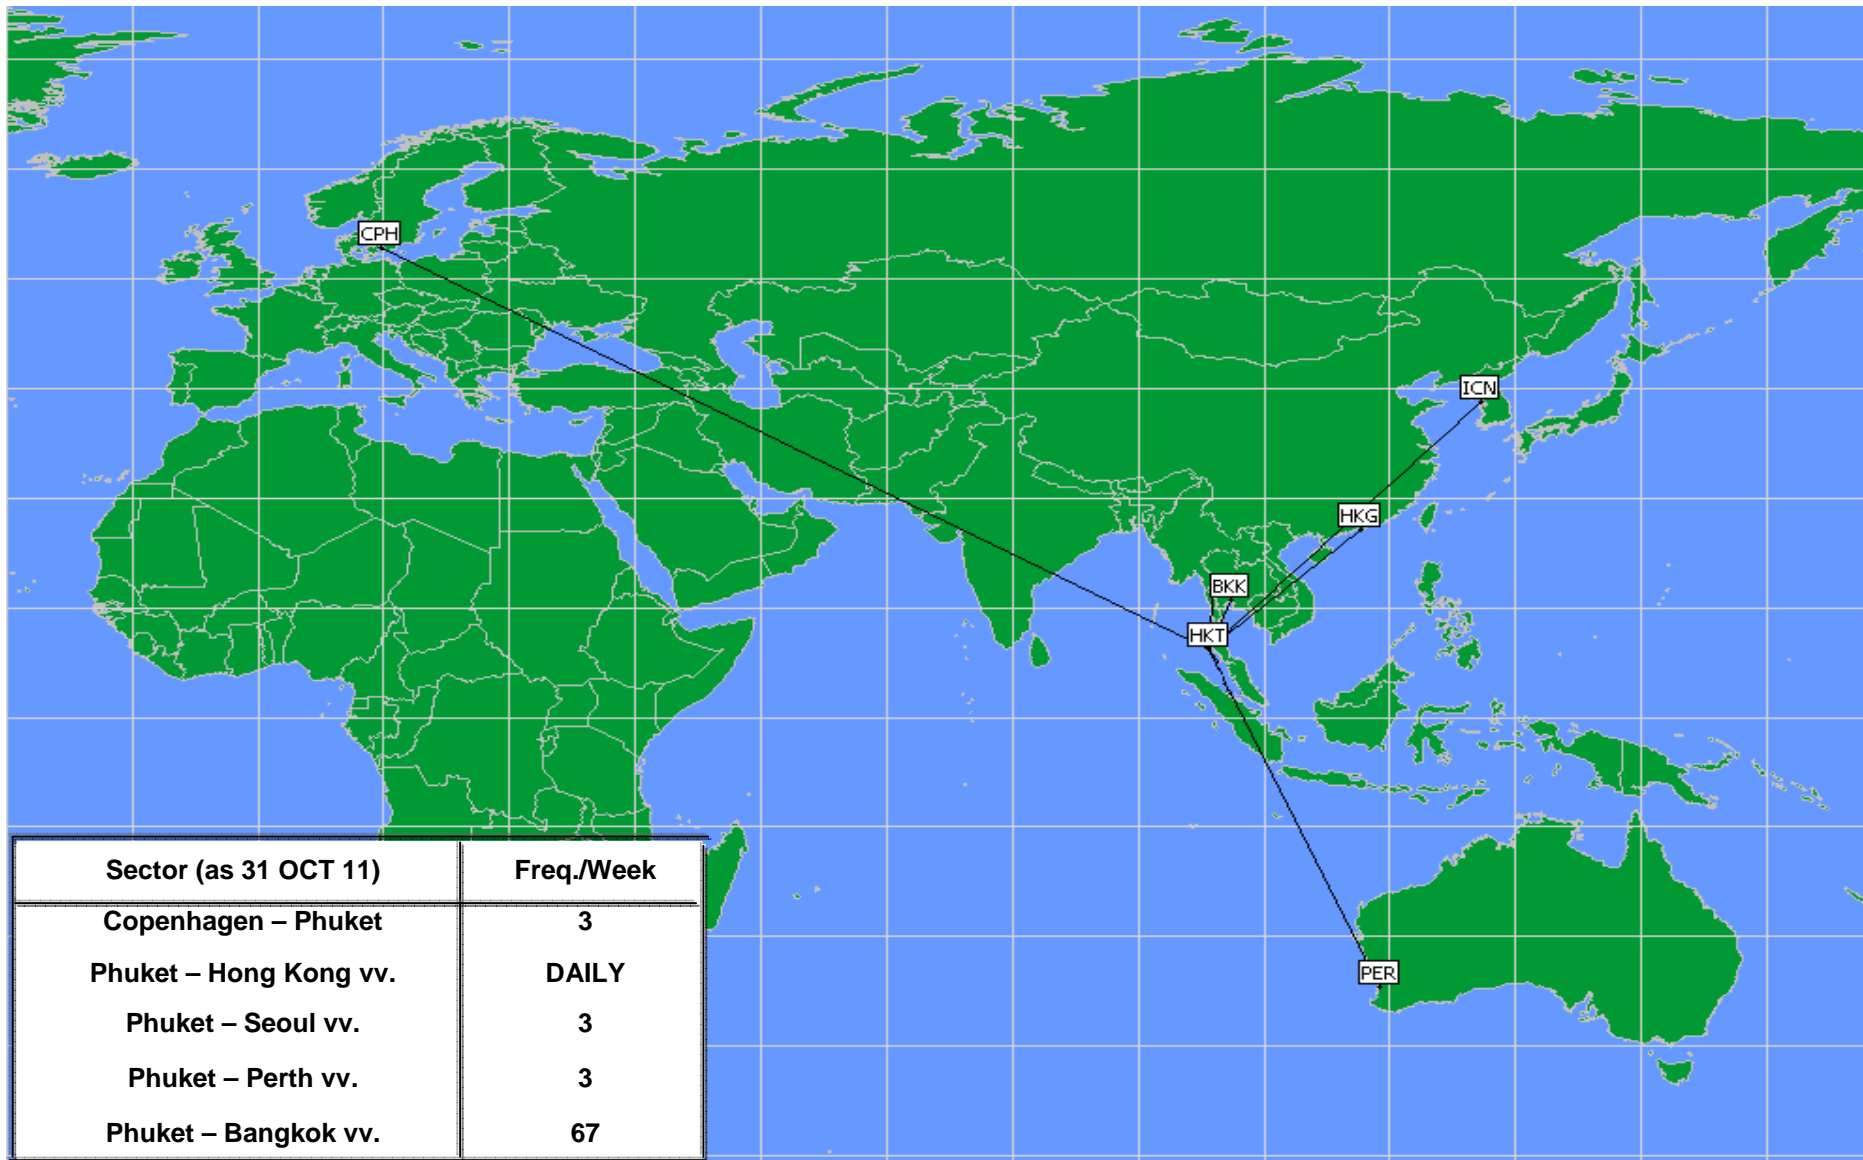 CPH
ICN
HKG
BKK
HKT
PER
Sector (as 31 OCT 11) Freq./Week
Copenhagen – Phuket 3
Phuket – Hong Kong vv. DAILY
Phuket – Seoul vv. 3
Phuket – Perth vv. 3
Phuket – Bangkok vv. 67